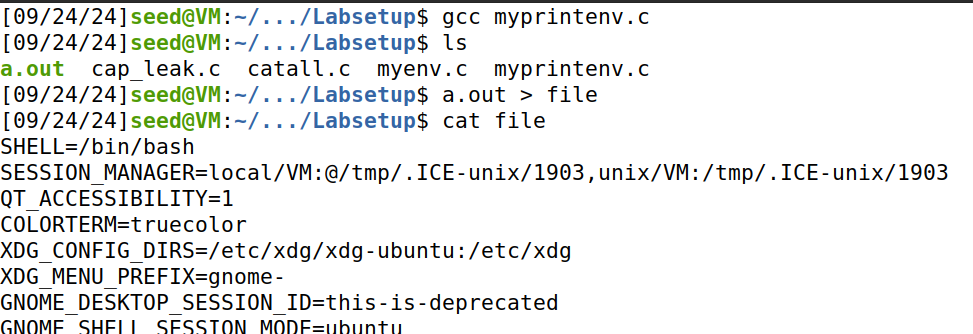 [09/24/24]seed@VM:~/.../Labsetup$ gcc myprintenv.c
[09/24/24]seed@VM:~/.../Labsetup$ ls
a.out  cap_leak.c  catall.c  myenv.c  myprintenv.c
[09/24/24]seed@VM:~/.../Labsetup$ a.out > file
[09/24/24]seed@VM:~/.../Labsetup$ cat file
SHELL=/bin/bash
SESSION_MANAGER=local/VM:@/tmp/.ICE-unix/1903,unix/VM:/tmp/.ICE-unix/1903
QT_ACCESSIBILITY=1
COLORTERM=truecolor
XDG_CONFIG_DIRS=/etc/xdg/xdg-ubuntu:/etc/xdg
XDG_MENU_PREFIX=gnome-
GNOME_DESKTOP_SESSION_ID=this-is-deprecated
GNOME_SHELL_SESSION_MODE=ubuntu